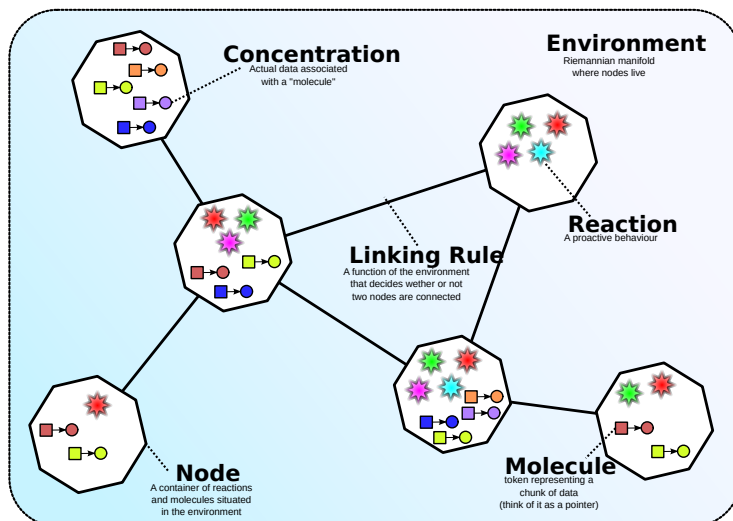 Concentration
Actual data associated
with a "molecule"
Environment
Riemannian manifold
where nodes live
Reaction
A proactive behaviour
Linking Rule
A function of the environment
that decides wether or not
two nodes are connected
Node
A container of reactions
and molecules situated
in the environment
Molecule
token representing a
chunk of data
(think of it as a pointer)